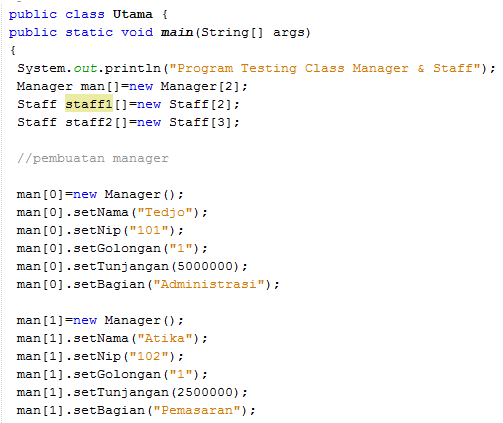 public class Utama {
public static void main(String[] args)
{
System.out.println("Program Testing Class Manager & Staff");
Manager man[]=new Manager[2];
Staff staff1[]=new Staff[2];
Staff staff2[]=new Staff[3];
//pembuatan manager
man[0]=new Manager();
man[0].setNama("Tedjo");
man[0].setNip("101");
man[0].setGolongan("1");
man[0].setTunjangan(5000000);
man[0].setBagian("Administrasi");
man[1]=new Manager();
man[1].setNama("Atika");
man[1].setNip("102");
man[1].setGolongan("1");
man[1].setTunjangan(2500000);
man[1].setBagian("Pemasaran");